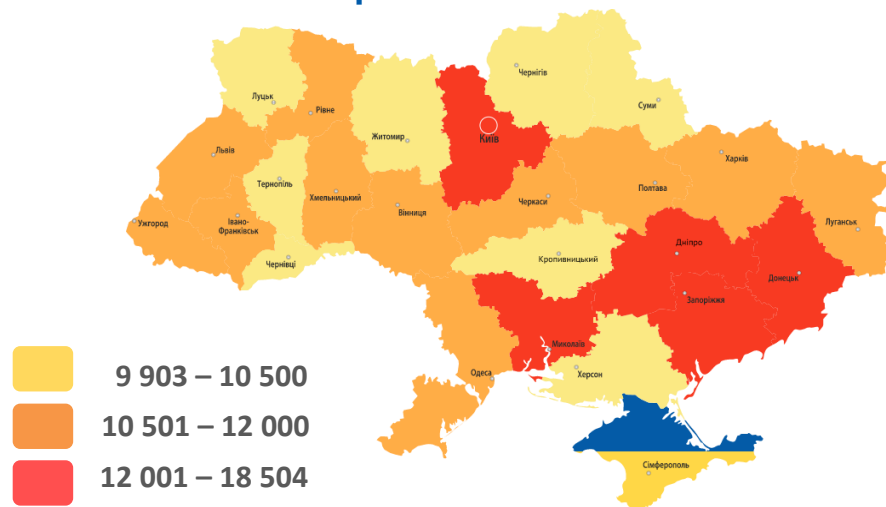 Чернігів
Луцьк
Рівне
Суми
Житомир
Київ
Львів
Харків
Тернопіль
Хмельницький
Полтава
Вінниця
Черкаси
Ужгород
Івано-
Франківськ
Луганськ
Чернівці
Кропивницький
Дніпро
Донецьк
Запоріжжя
Миколаїв
Одеса
Херсон
Сімферополь
9 903 – 10 500
10 501 – 12 000
12 001 – 18 504